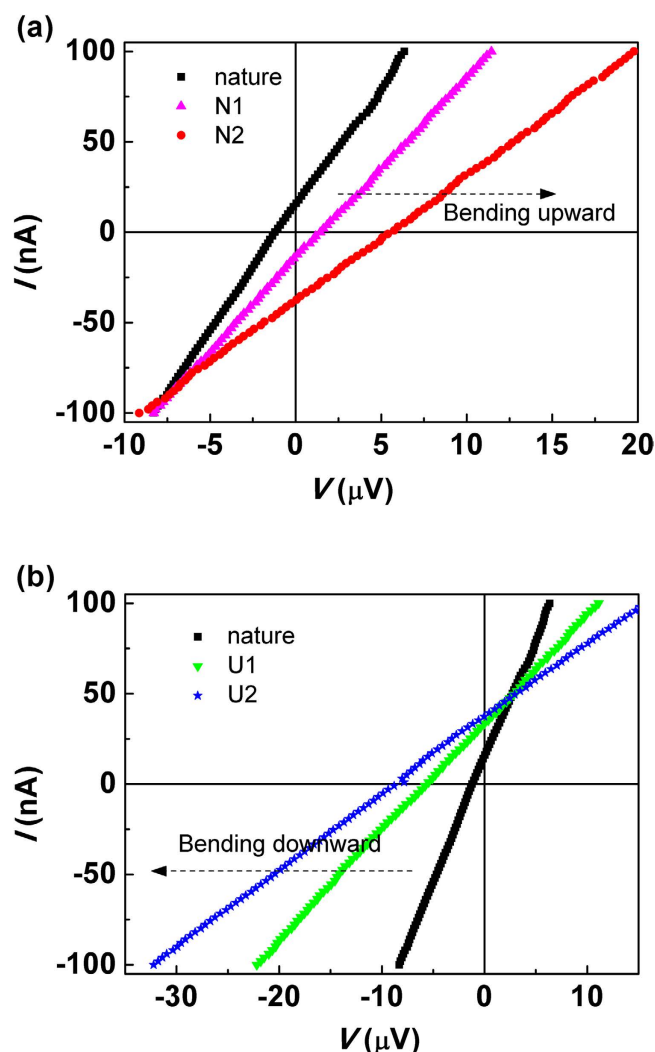 (a)
100
50
0
-50
-100
I (nA)
nature
N1
N2
Bending upward
-10 -5 0 5 10 15 20
V (μV)
(b)
100
50
0
-50
-100
I (nA)
nature
U1
U2
Bending downward
-30 -20 -10 0 10
V (μV)